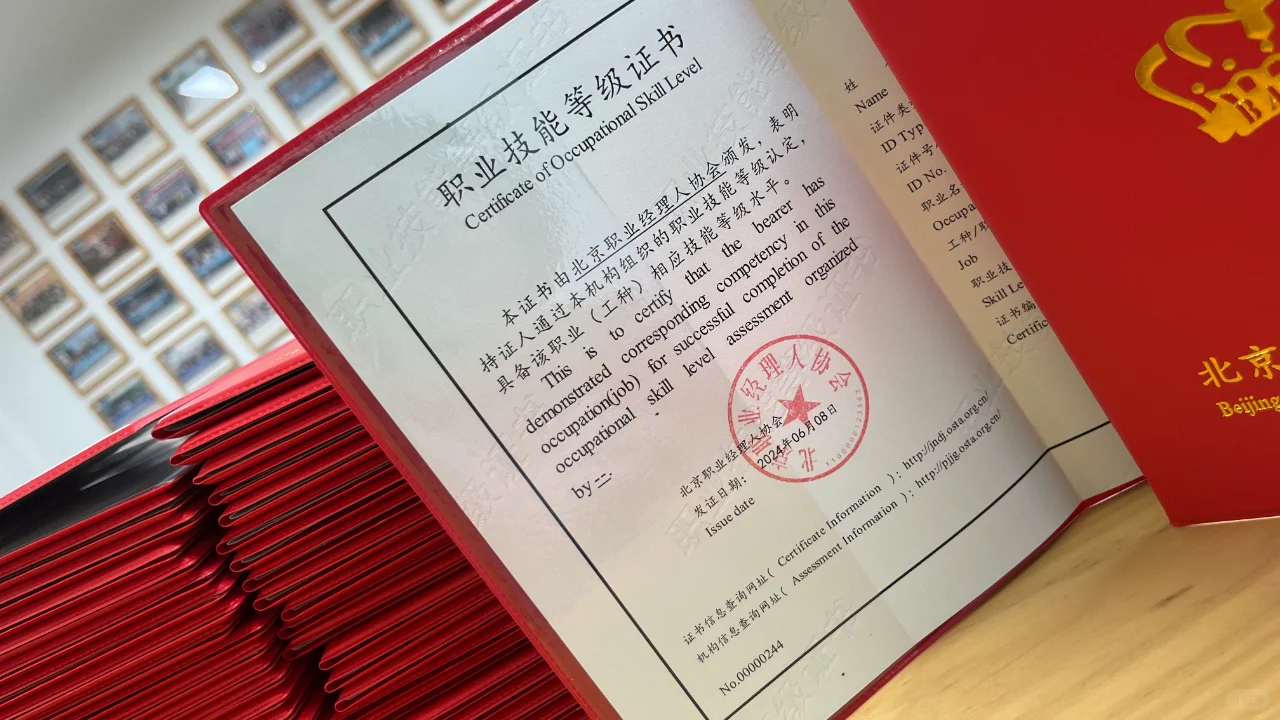 职业技能等级证书
Certificate of Occupational Skill Level
本证书由北京职业经理人协会颁发，表明
持证人通过本机构组织的职业技能等级认定，
具备该职业（工种）相应技能等级水平。
This is to certify that the bearer has
demonstrated corresponding competency in this
occupation(job) for successful completion of the
occupational skill level assessment organized
by
北京职业经理人协会
发证日期：2024年06月08日
Issue date
证书信息查询网址( Certificate Information )：http://jndj.osta.org.cn/
机构信息查询网址( Assessment Information )：http://pjjg.osta.org.cn/
No.00000244
业经理人协会
姓
Name
证件类
ID Typ
证件号
ID No.
职业名
Occupa
工种/职
Job
职业技
Skill Le
证书编
Certific
北京
Beijing